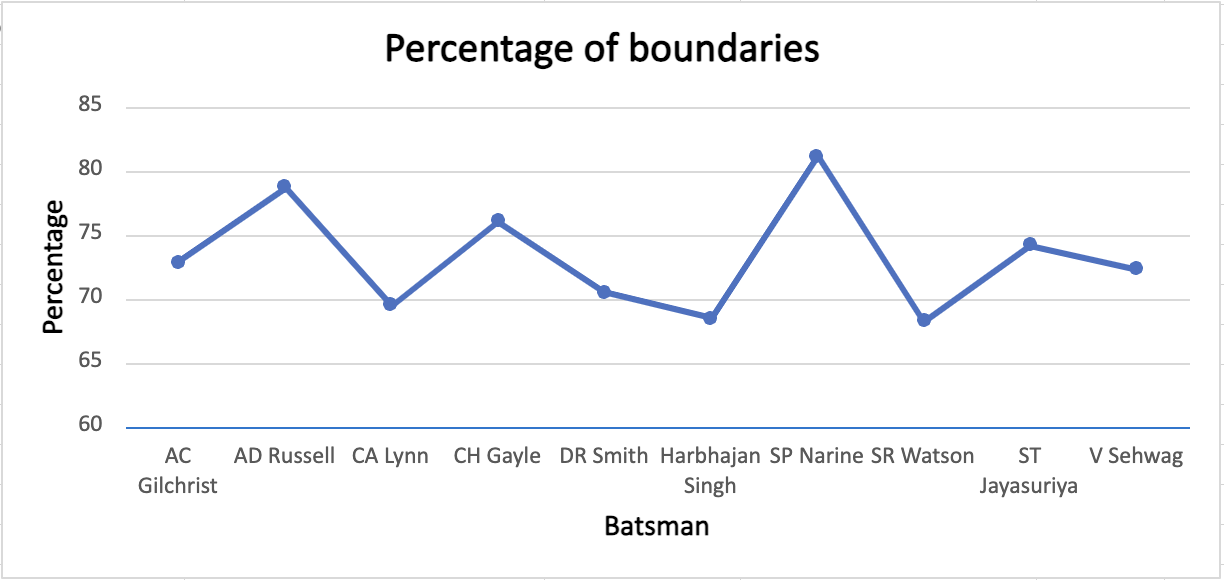 Percentage of boundaries
85
80
75
70
65
60
Percentage
AC Gilchrist
AD Russell
CA Lynn
CH Gayle
DR Smith
Harbhajan Singh
SP Narine
SR Watson
ST Jayasuriya
V Sehwag
Batsman